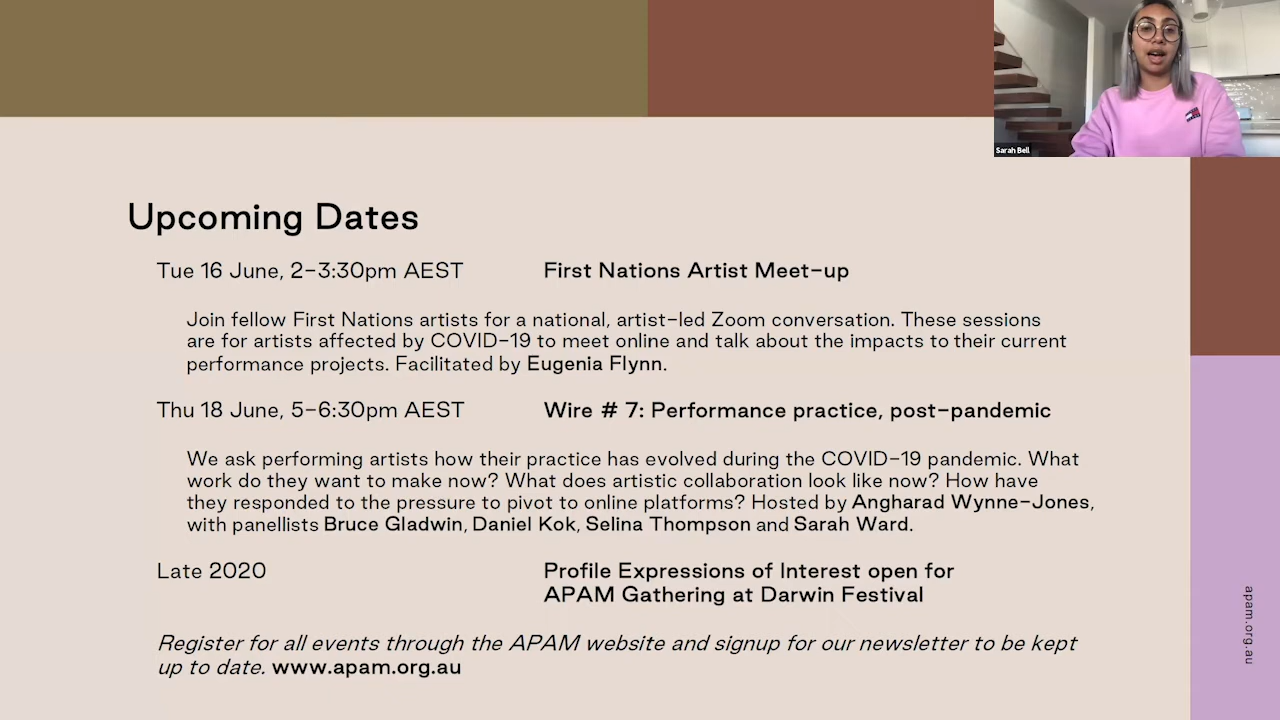 Sarah Bell
Upcoming Dates
Tue 16 June, 2-3:30pm AEST
First Nations Artist Meet-up
Join fellow First Nations artists for a national, artist-led Zoom conversation. These sessions
are for artists affected by COVID-19 to meet online and talk about the impacts to their current
performance projects. Facilitated by Eugenia Flynn.
Thu 18 June, 5-6:30pm AEST
Wire # 7: Performance practice, post-pandemic
We ask performing artists how their practice has evolved during the COVID-19 pandemic. What
work do they want to make now? What does artistic collaboration look like now? How have
they responded to the pressure to pivot to online platforms? Hosted by Angharad Wynne-Jones,
with panellists Bruce Gladwin, Daniel Kok, Selina Thompson and Sarah Ward.
Late 2020
Profile Expressions of Interest open for
APAM Gathering at Darwin Festival
Register for all events through the APAM website and signup for our newsletter to be kept
up to date. www.apam.org.au
apam.org.au